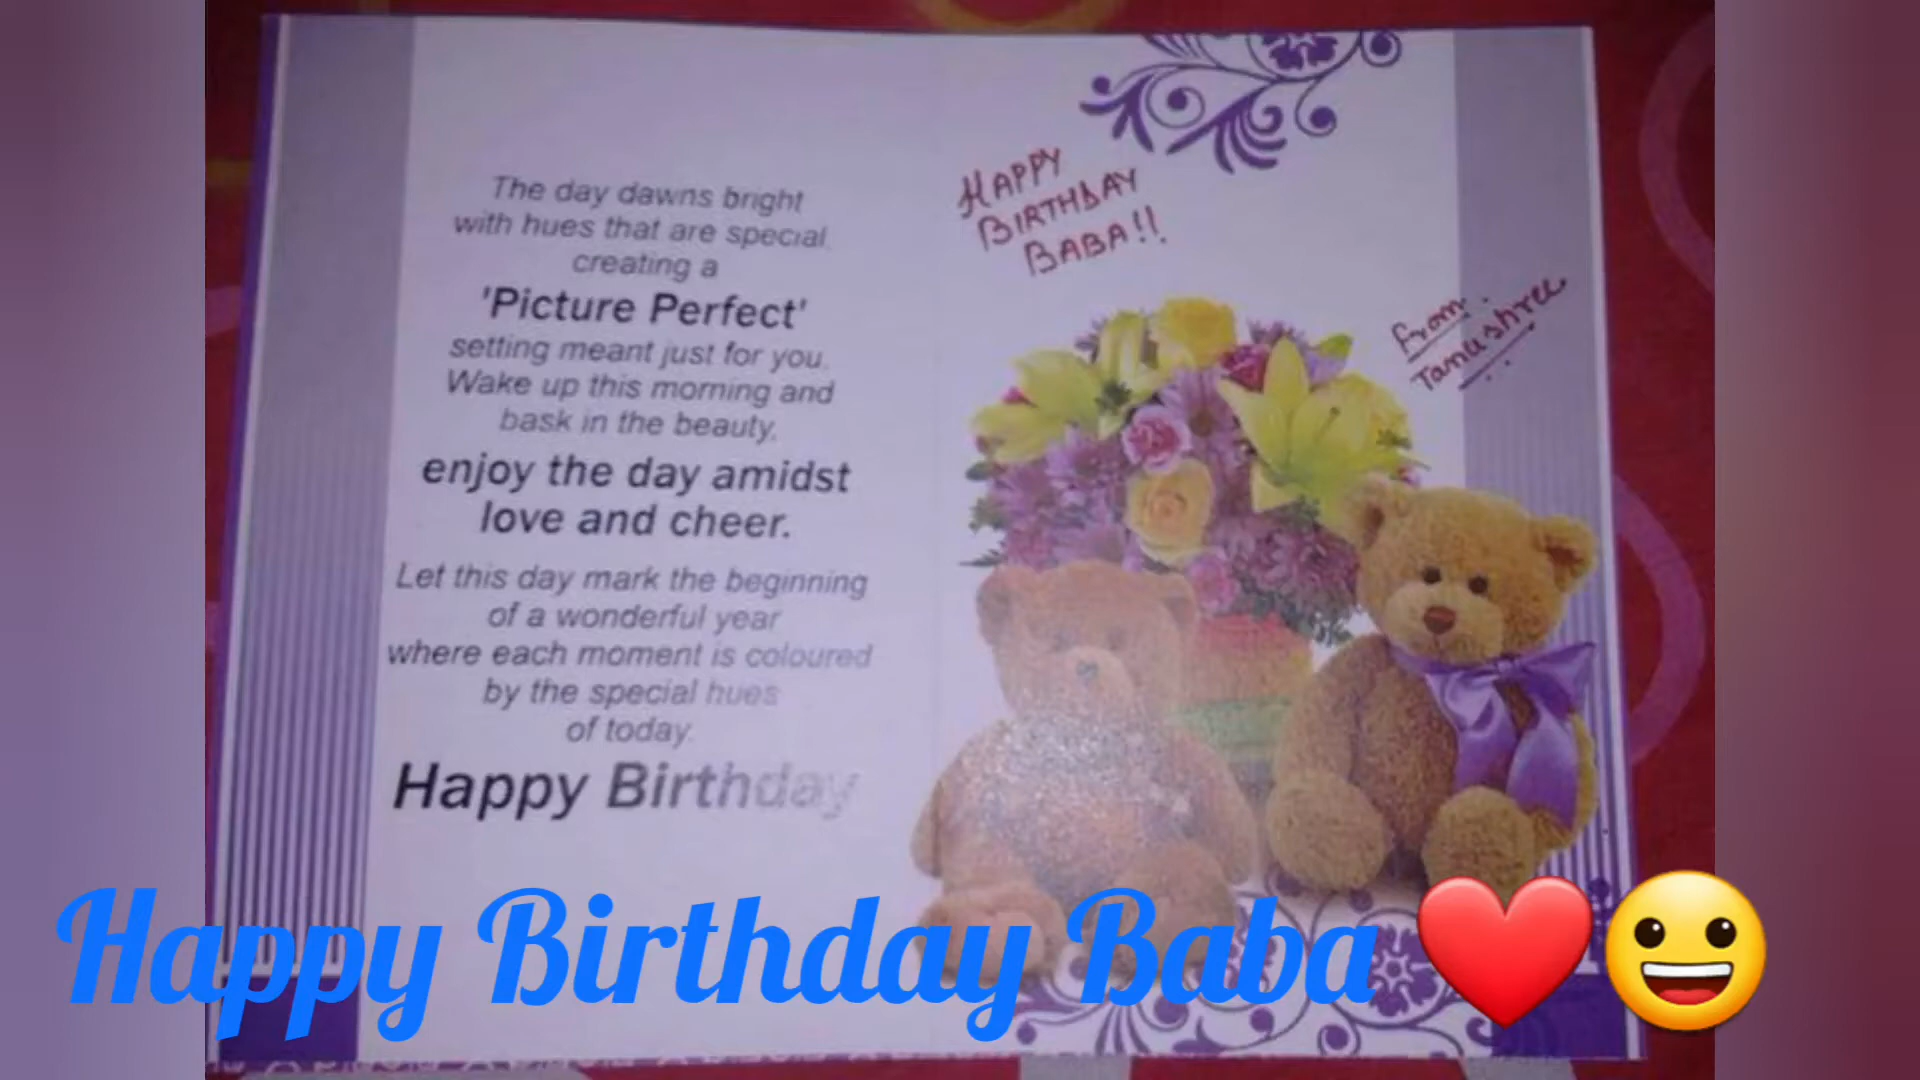 The day dawns bright
with hues that are special
creating a
'Picture Perfect'
setting meant just for you.
Wake up this morning and
bask in the beauty,
enjoy the day amidst
love and cheer.
Let this day mark the beginning
of a wonderful year
where each moment is coloured
by the special hues
of today.
Happy Birthday
HAPPY
BIRTHDAY
BABA!!
From
Tanushree
Happy Birthday Baba ❤😀